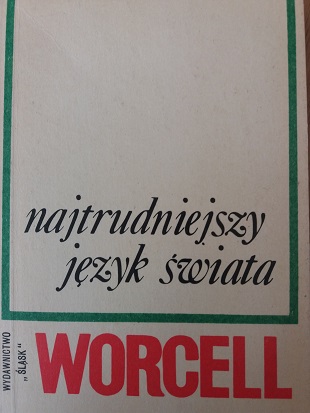 najtrudniejszy
język świata
WYDAWNICTWO
„ŚLĄSK"
WORCELL